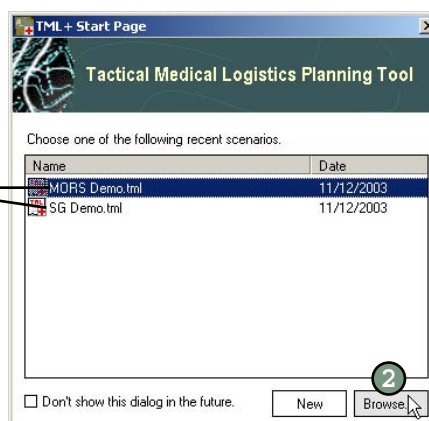 TML+ Start Page
Tactical Medical Logistics Planning Tool
Choose one of the following recent scenarios.
Name Date
MORS Demo.tml 11/12/2003
SG Demo.tml 11/12/2003
2
Don't show this dialog in the future. New Browse...